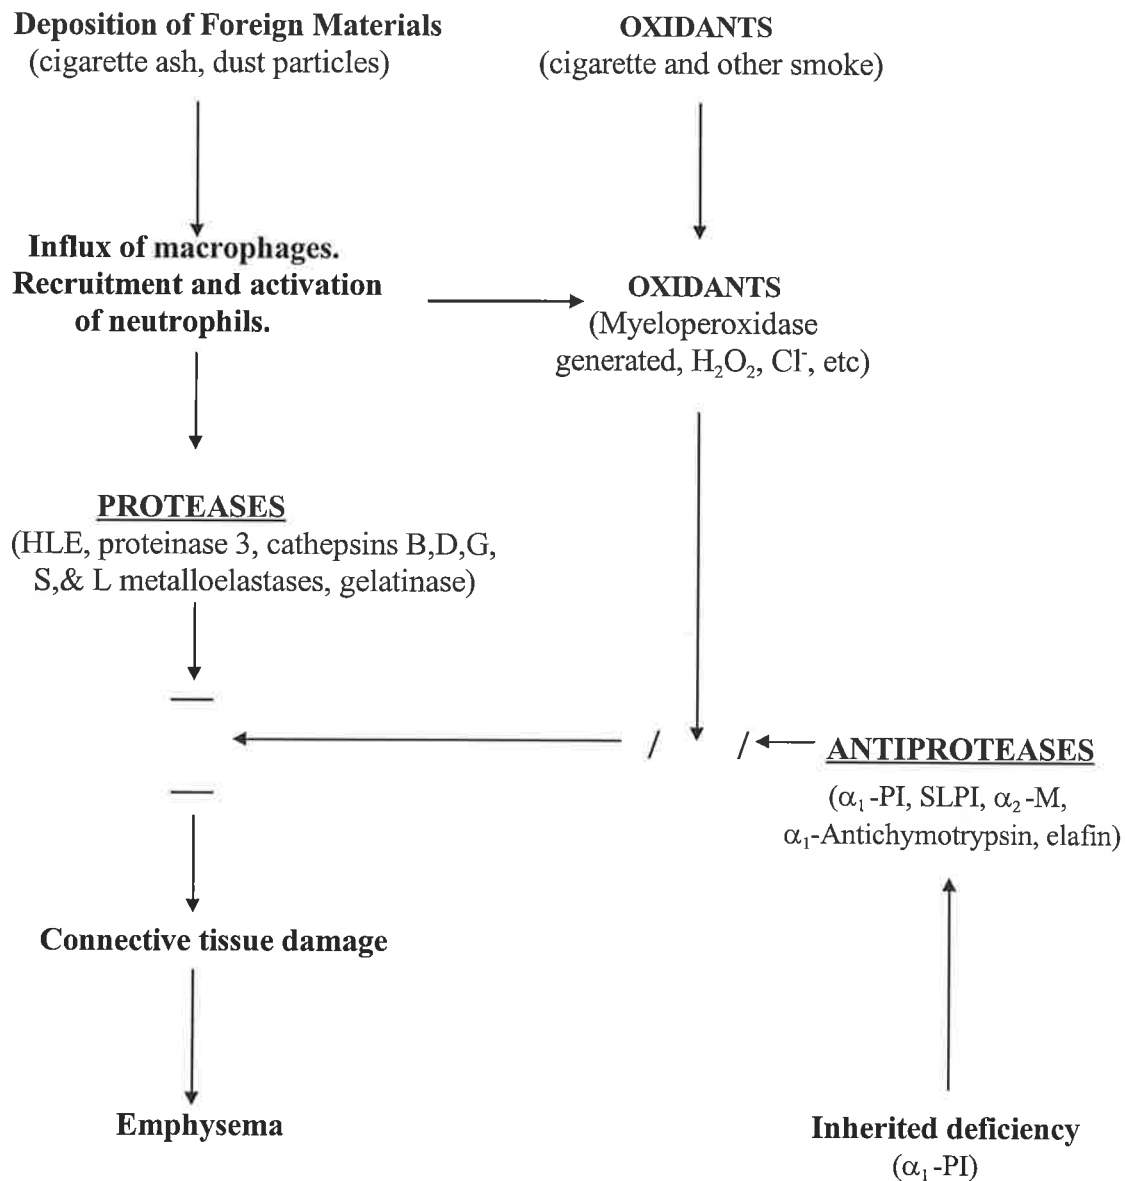 Deposition of Foreign Materials
(cigarette ash, dust particles)
OXIDANTS
(cigarette and other smoke)
Influx of macrophages.
Recruitment and activation
of neutrophils.
OXIDANTS
(Myeloperoxidase
generated, H₂O₂, Cl⁻, etc)
PROTEASES
(HLE, proteinase 3, cathepsins B,D,G,
S,& L metalloelastases, gelatinase)
ANTIPROTEASES
(α₁-PI, SLPI, α₂-M,
α₁-Antichymotrypsin, elafin)
Connective tissue damage
Emphysema
Inherited deficiency
(α₁-PI)